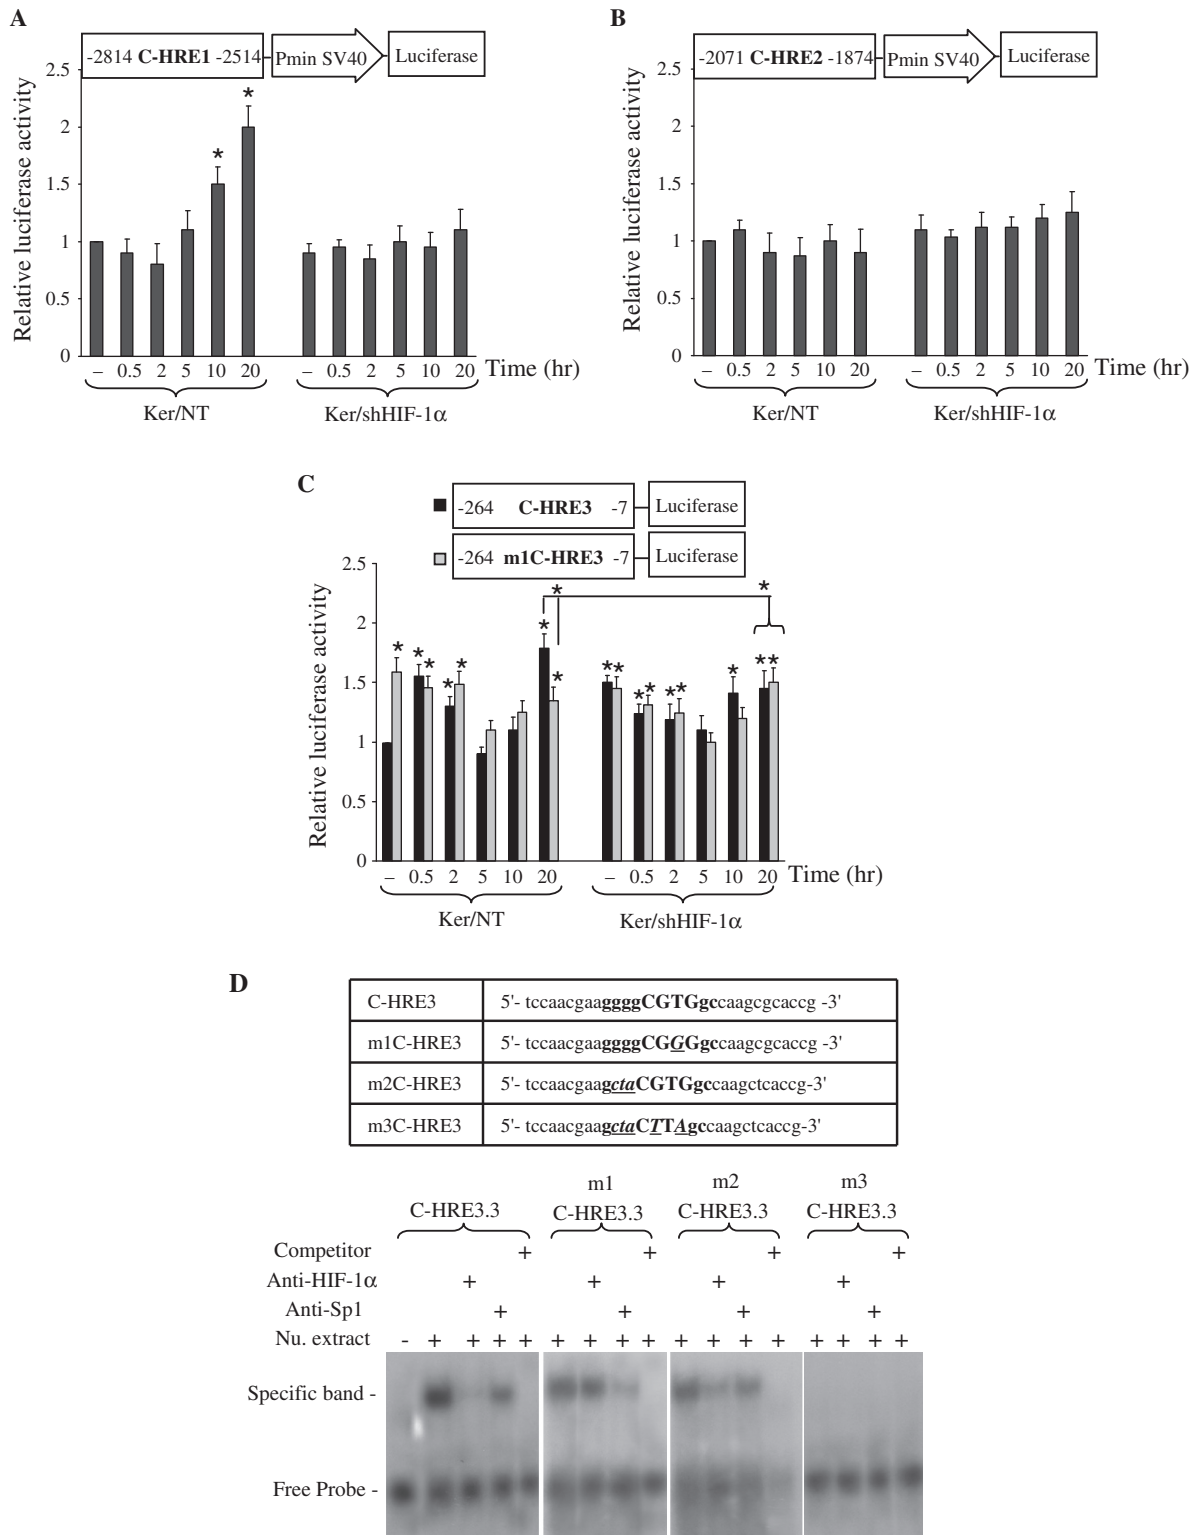 A
-2814 C-HRE1 -2514 Pmin SV40 Luciferase
Relative luciferase activity
2.5
2
1.5
1
0.5
0
* *
– 0.5 2 5 10 20 – 0.5 2 5 10 20 Time (hr)
Ker/NT Ker/shHIF-1α
B
-2071 C-HRE2 -1874 Pmin SV40 Luciferase
Relative luciferase activity
2.5
2
1.5
1
0.5
0
– 0.5 2 5 10 20 – 0.5 2 5 10 20 Time (hr)
Ker/NT Ker/shHIF-1α
C
-264 C-HRE3 -7 Luciferase
-264 m1C-HRE3 -7 Luciferase
Relative luciferase activity
2.5
2
1.5
1
0.5
0
* *
* * * * * * * ** ** ** * **
– 0.5 2 5 10 20 – 0.5 2 5 10 20 Time (hr)
Ker/NT Ker/shHIF-1α
D
C-HRE3 5'- tccaacgaaggggCGTGgccaagcgcaccg -3'
m1C-HRE3 5'- tccaacgaaggggCGGGgccaagcgcaccg -3'
m2C-HRE3 5'- tccaacgaagctaCGTGgccaagctcaccg-3'
m3C-HRE3 5'- tccaacgaagctaCTTAgccaagctcaccg-3'
C-HRE3.3 m1 C-HRE3.3 m2 C-HRE3.3 m3 C-HRE3.3
Competitor + + + +
Anti-HIF-1α + + + +
Anti-Sp1 + + + +
Nu. extract - + + + + + + + + + + + + + + + +
Specific band -
Free Probe -